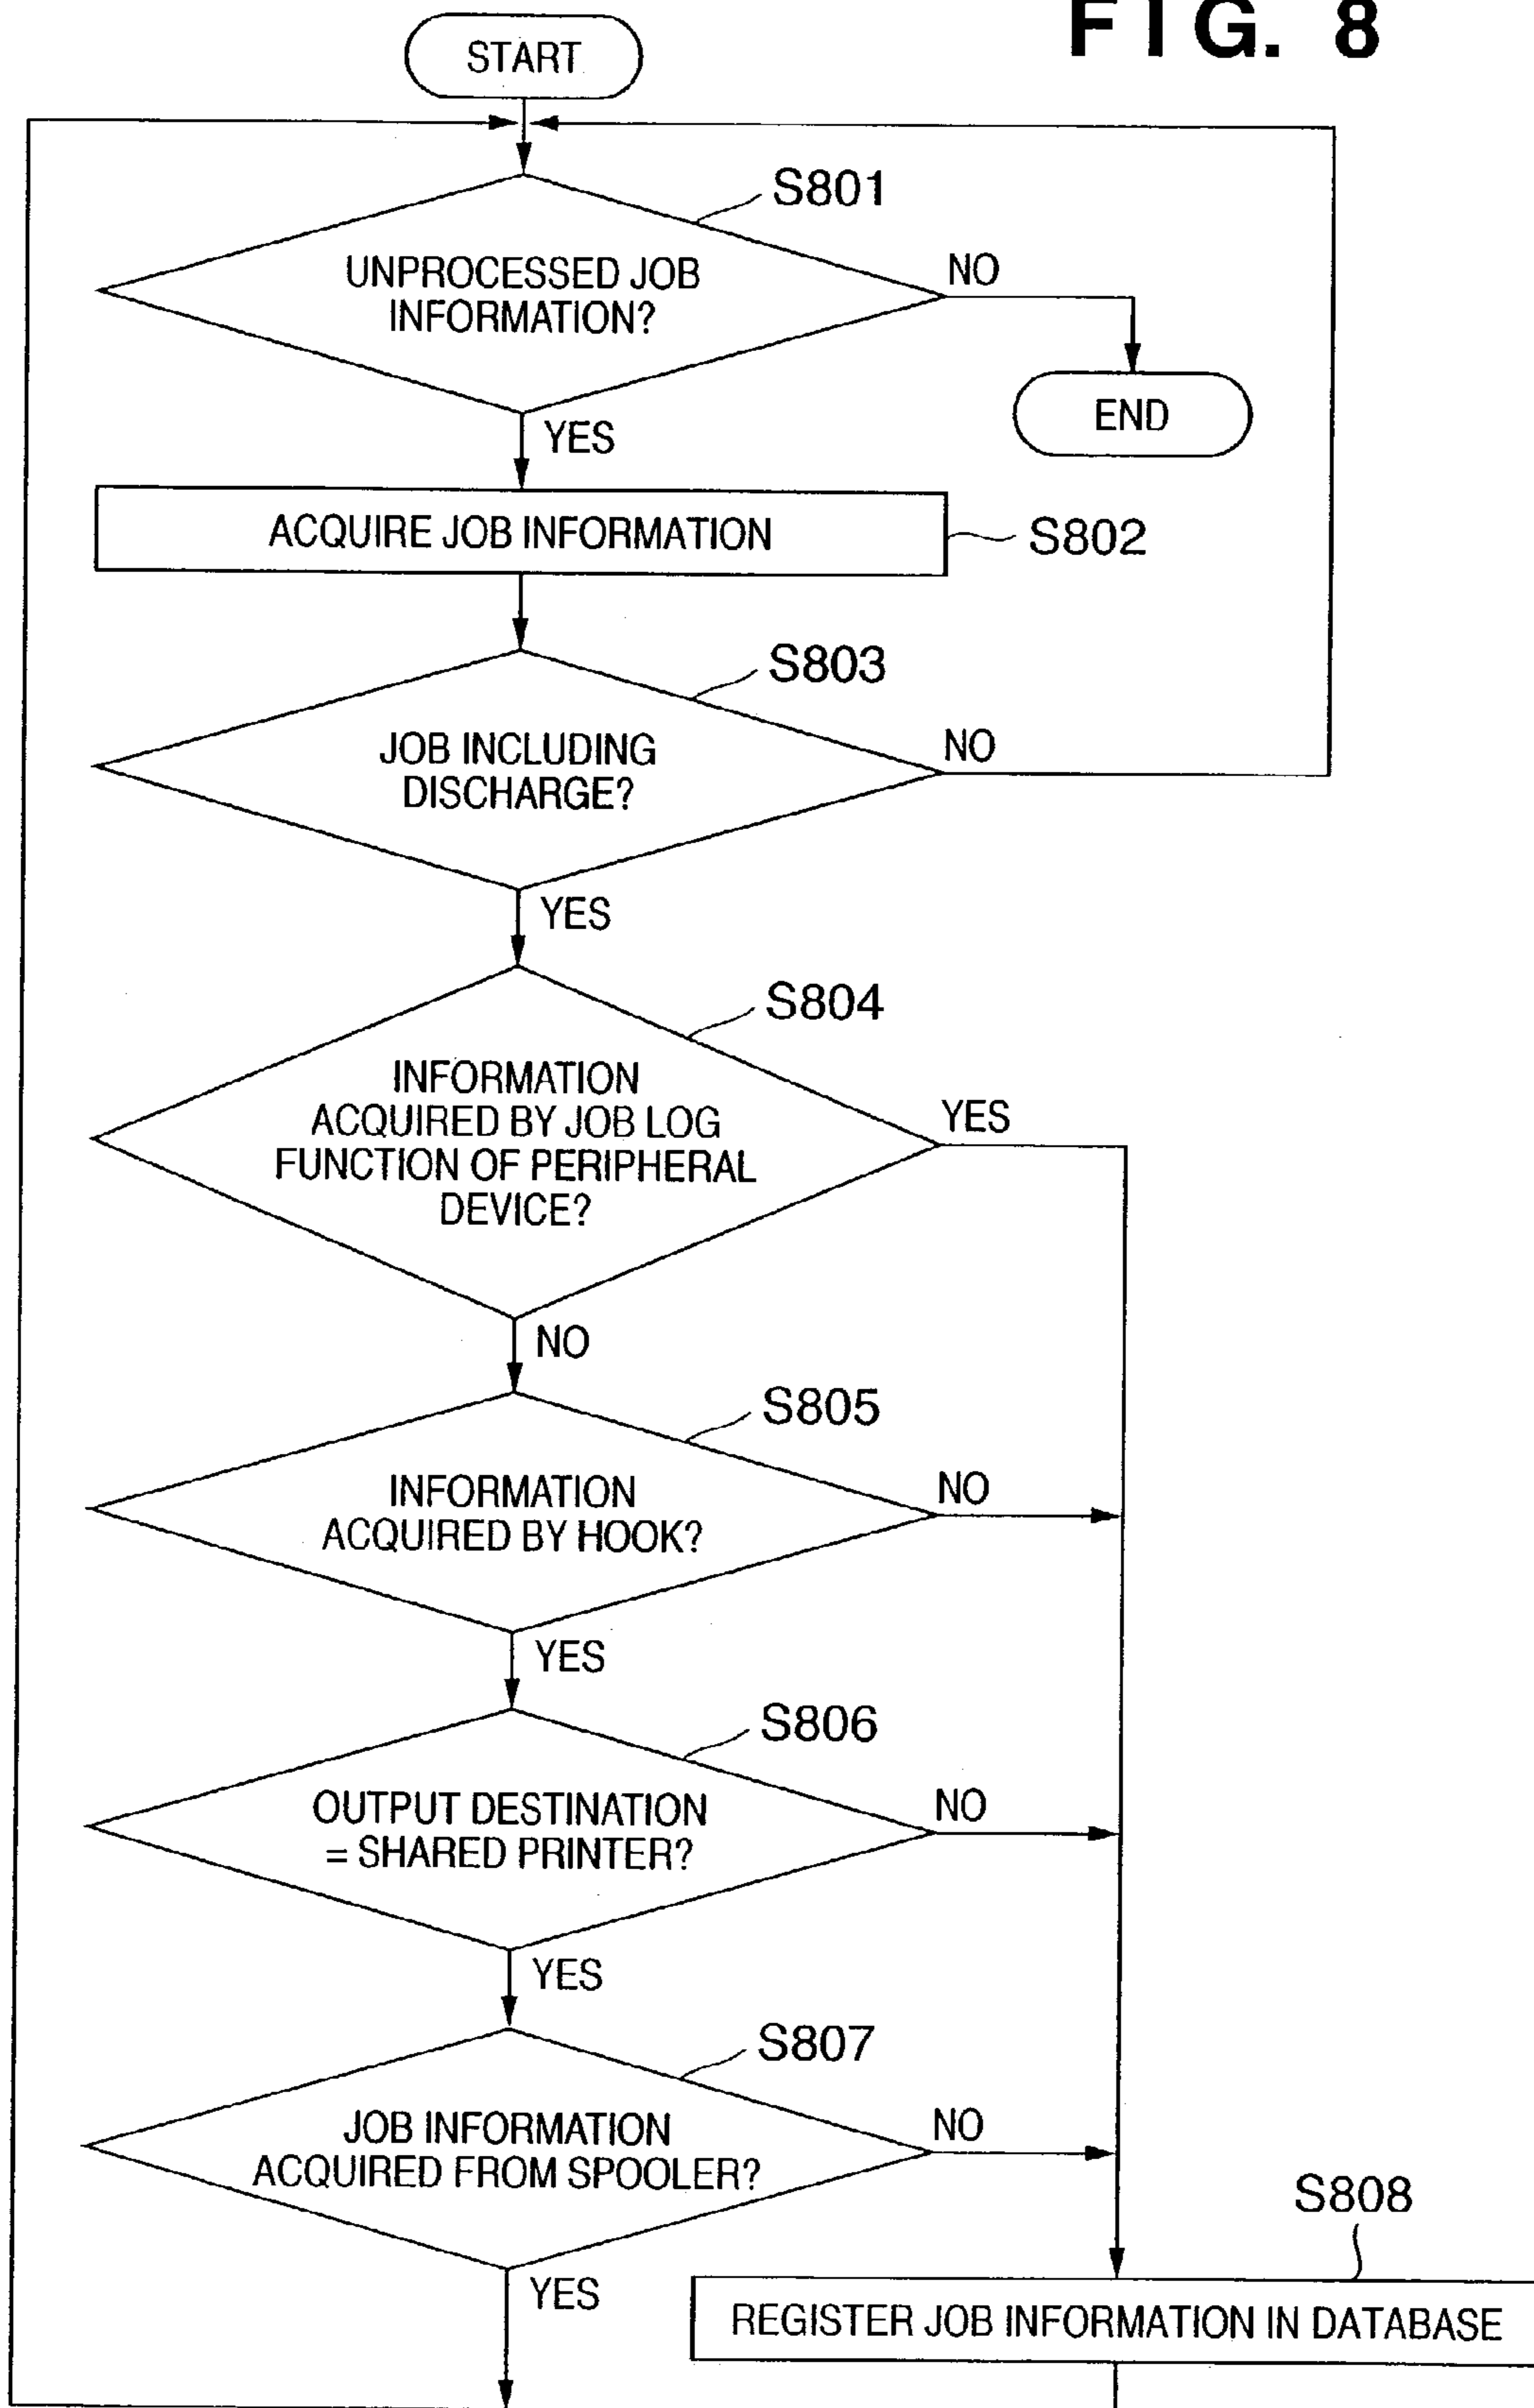 FIG. 8
START
S801
UNPROCESSED JOB
INFORMATION?
NO
END
YES
ACQUIRE JOB INFORMATION
S802
S803
JOB INCLUDING
DISCHARGE?
NO
YES
S804
INFORMATION
ACQUIRED BY JOB LOG
FUNCTION OF PERIPHERAL
DEVICE?
YES
NO
S805
INFORMATION
ACQUIRED BY HOOK?
NO
YES
S806
OUTPUT DESTINATION
= SHARED PRINTER?
NO
YES
S807
JOB INFORMATION
ACQUIRED FROM SPOOLER?
NO
S808
YES
REGISTER JOB INFORMATION IN DATABASE